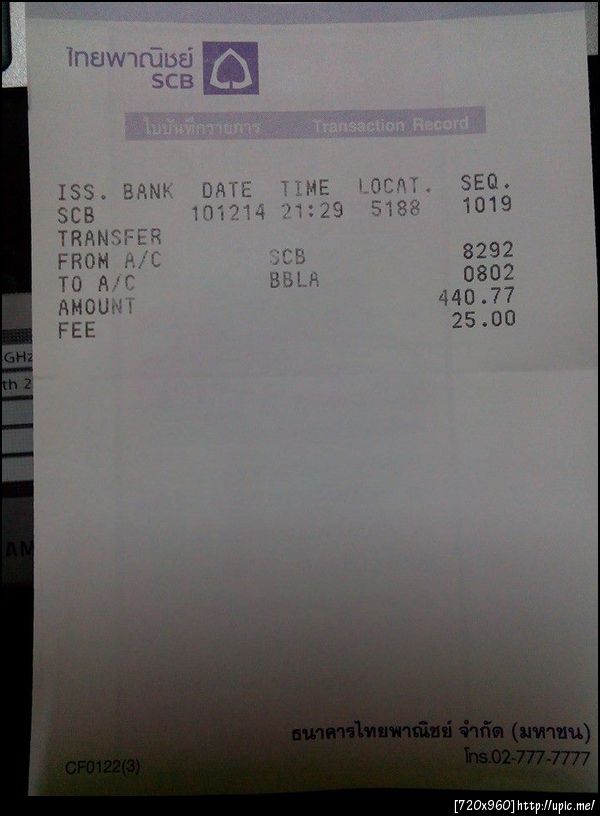 ไทยพาณิชย์
SCB
ใบบันทึกรายการ Transaction Record
ISS. BANK DATE TIME LOCAT. SEQ.
SCB 101214 21:29 5188 1019
TRANSFER
FROM A/C SCB 8292
TO A/C BBLA 0802
AMOUNT 440.77
FEE 25.00
GHz
th 2
AM
ธนาคารไทยพาณิชย์ จำกัด (มหาชน)
โทร.02-777-7777
CF0122(3)
[720x960]http://upic.me/